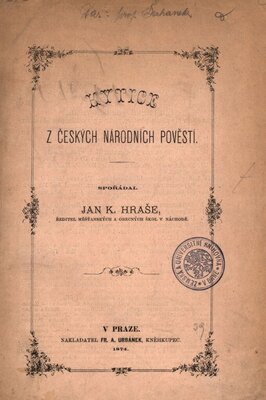 KYTICE
Z ČESKÝCH NÁRODNÍCH POVĚSTÍ.
SPOŘÁDAL
JAN K. HRAŠE,
ŘEDITEL MĚŠŤANSKÝCH A OBECNÝCH ŠKOL V NÁCHODĚ.
V PRAZE.
NAKLADATEL FR. A. URBÁNEK, KNĚHKUPEC.
1874.